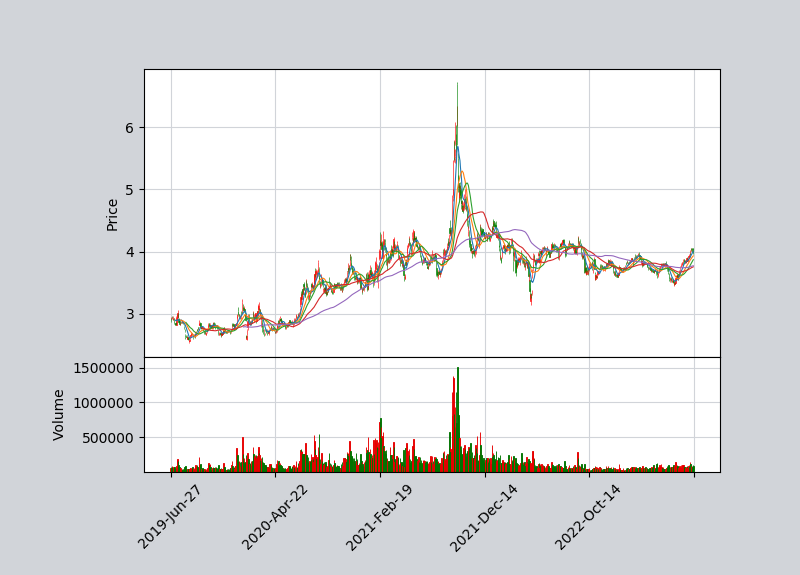 6
5
4
3
Price
1500000
1000000
500000
Volume
2019-Jun-27
2020-Apr-22
2021-Feb-19
2021-Dec-14
2022-Oct-14